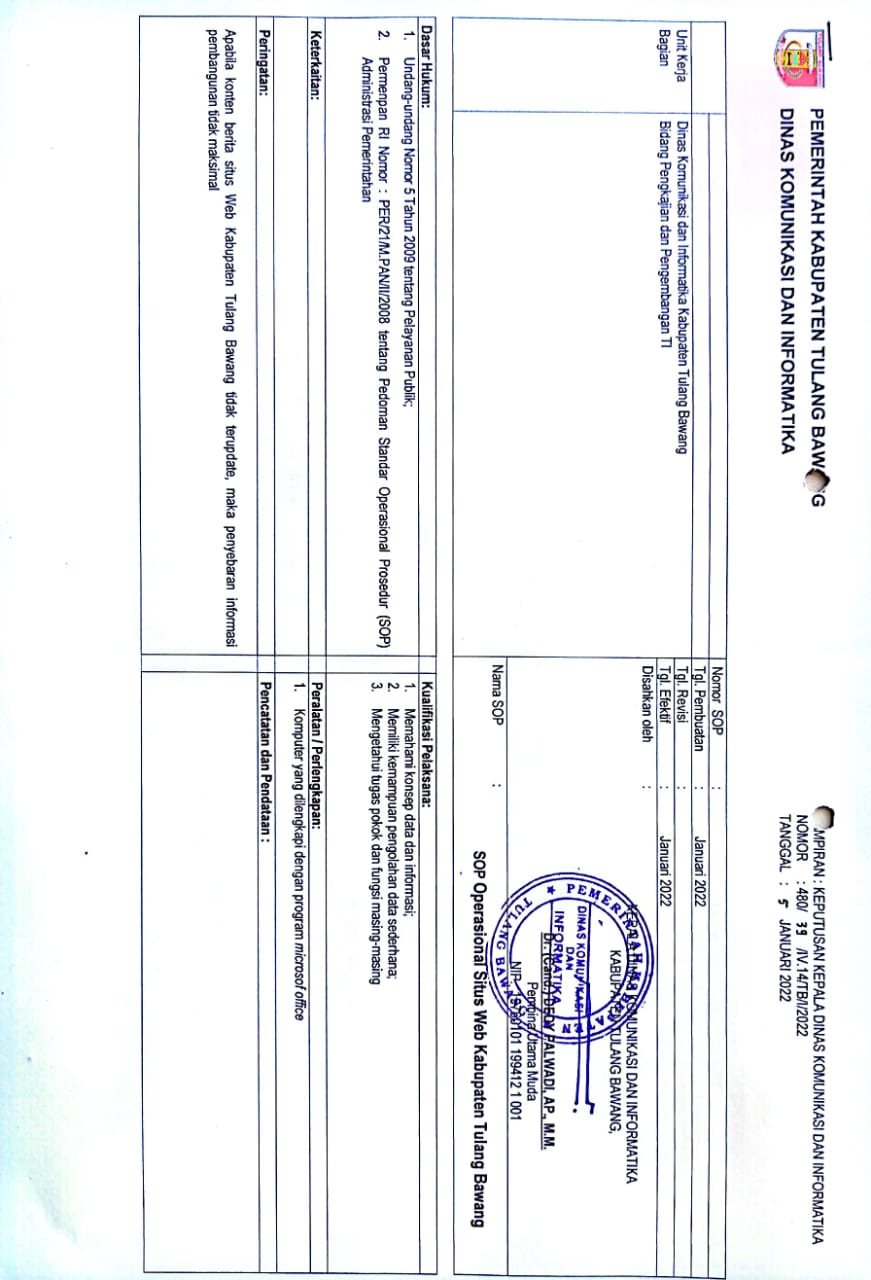 PEMERINTAH KABUPATEN TULANG BAW G
DINAS KOMUNIKASI DAN INFORMATIKA
MPIRAN : KEPUTUSAN KEPALA DINAS KOMUNIKASI DAN INFORMATIKA
NOMOR : 480/ 39 /IV.14/TB/I/2022
TANGGAL : 5 JANUARI 2022
Unit Kerja Dinas Komunikasi dan Informatika Kabupaten Tulang Bawang
Bagian Bidang Pengkajian dan Pengembangan TI
Nomor SOP :
Tgl. Pembuatan : Januari 2022
Tgl. Revisi :
Tgl. Efektif : Januari 2022
Disahkan oleh :
KOMUNIKASI DAN INFORMATIKA
KABUPATEN TULANG BAWANG,
PEMERINTAH KABUPATEN
DINAS KOMUNIKASI
DAN
INFORMATIKA
TULANG BAWANG
DEDY PALWADI, AP., M.M.
Pembina Utama Muda
NIP. 0101 199412 1 001
Nama SOP : SOP Operasional Situs Web Kabupaten Tulang Bawang
Dasar Hukum:
1. Undang-undang Nomor 5 Tahun 2009 tentang Pelayanan Publik;
2. Permenpan RI Nomor : PER/21/M.PAN/II/2008 tentang Pedoman Standar Operasional Prosedur (SOP)
Administrasi Pemerintahan
Kualifikasi Pelaksana:
1. Memahami konsep data dan informasi;
2. Memiliki kemampuan pengolahan data sederhana;
3. Mengetahui tugas pokok dan fungsi masing-masing
Keterkaitan:
Peralatan / Perlengkapan:
1. Komputer yang dilengkapi dengan program microsof office
Peringatan:
Apabila konten berita situs Web Kabupaten Tulang Bawang tidak terupdate, maka penyebaran informasi
pembangunan tidak maksimal
Pencatatan dan Pendataan :